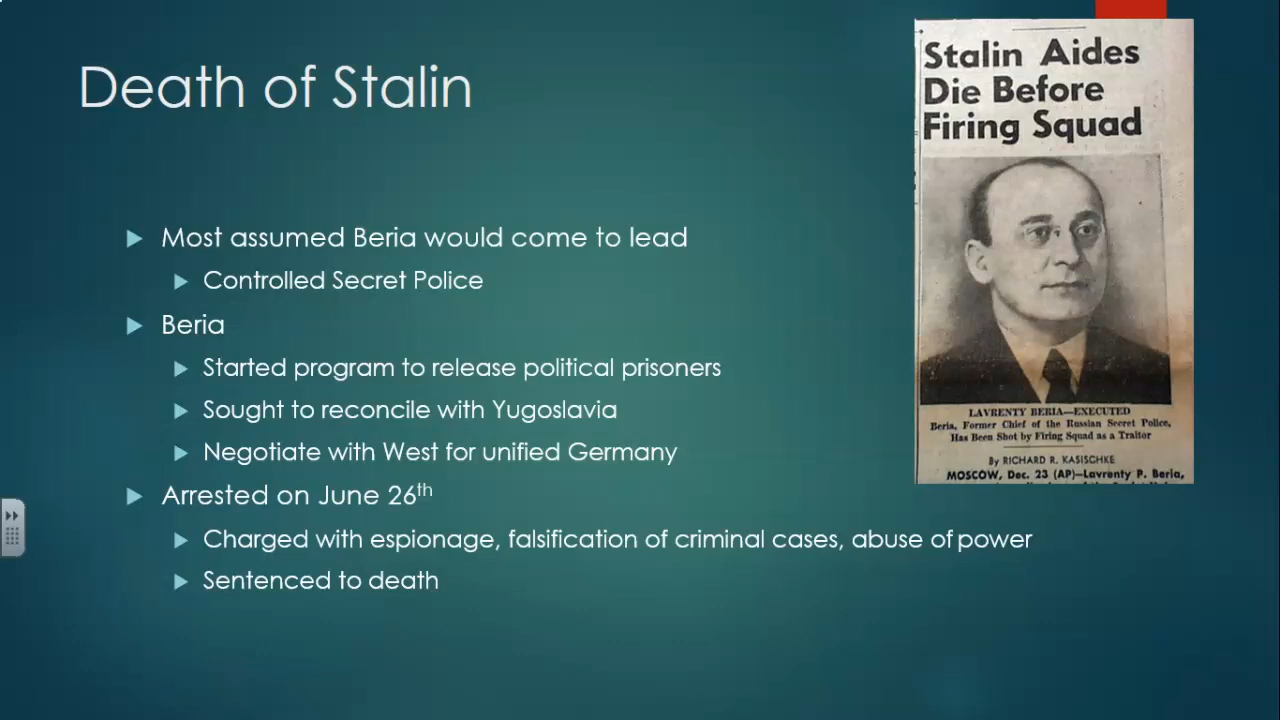 Death of Stalin
Most assumed Beria would come to lead
Controlled Secret Police
Beria
Started program to release political prisoners
Sought to reconcile with Yugoslavia
Negotiate with West for unified Germany
Arrested on June 26th
Charged with espionage, falsification of criminal cases, abuse of power
Sentenced to death
Stalin Aides
Die Before
Firing Squad
LAVRENTY BERIA—EXECUTED
Beria, Former Chief of the Russian Secret Police,
Has Been Shot by Firing Squad as a Traitor
By RICHARD R. KASISCHKE
MOSCOW, Dec. 23 (AP)—Lavrenty P. Beria,